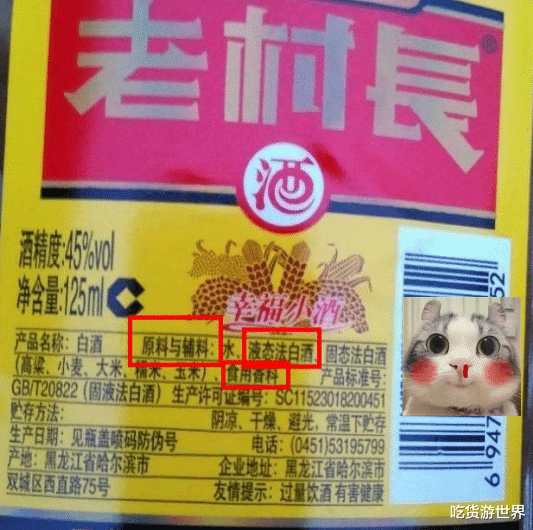 老村長®
酒
酒精度:45%vol
净含量:125ml
幸福小酒
产品名称: 白酒 原料与辅料: 水、液态法白酒、固态法白酒
(高粱、小麦、大米、糯米、玉米)、食用香料 产品标准号:
GB/T20822 (固液法白酒) 生产许可证编号: SC11523018200451
贮存方法: 阴凉、干燥、避光,常温下贮存
生产日期: 见瓶盖喷码防伪号 电话: (0451)53195799
产地: 黑龙江省哈尔滨市 企业地址: 黑龙江省哈尔滨市
双城区西直路75号 友情提示: 过量饮酒 有害健康
吃货游世界